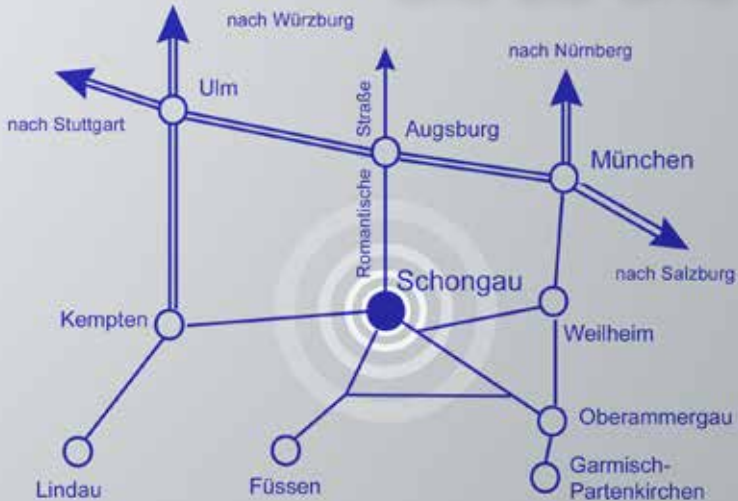 nach Würzburg
nach Nürnberg
Ulm
nach Stuttgart
Romantische Straße
Augsburg
München
nach Salzburg
Schongau
Kempten
Weilheim
Oberammergau
Lindau
Füssen
Garmisch-
Partenkirchen